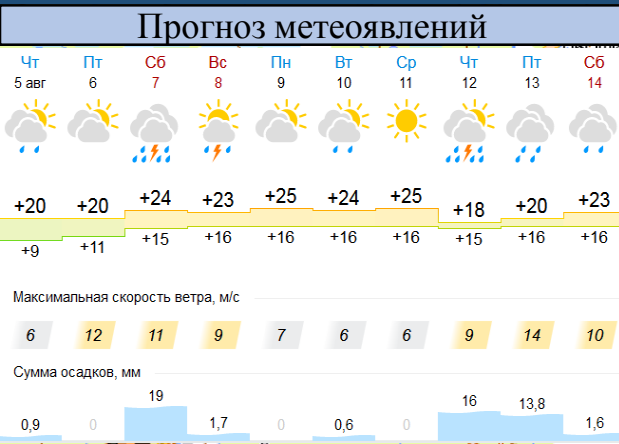 Прогноз метеоявлений
Чт Пт Сб Вс Пн Вт Ср Чт Пт Сб
5 авг 6 7 8 9 10 11 12 13 14
+20 +20 +24 +23 +25 +24 +25 +18 +20 +23
+9 +11 +15 +16 +16 +16 +16 +15 +16 +16
Максимальная скорость ветра, м/с
6 12 11 9 7 6 6 9 14 10
Сумма осадков, мм
0,9 0 19 1,7 0 0,6 0 16 13,8 1,6